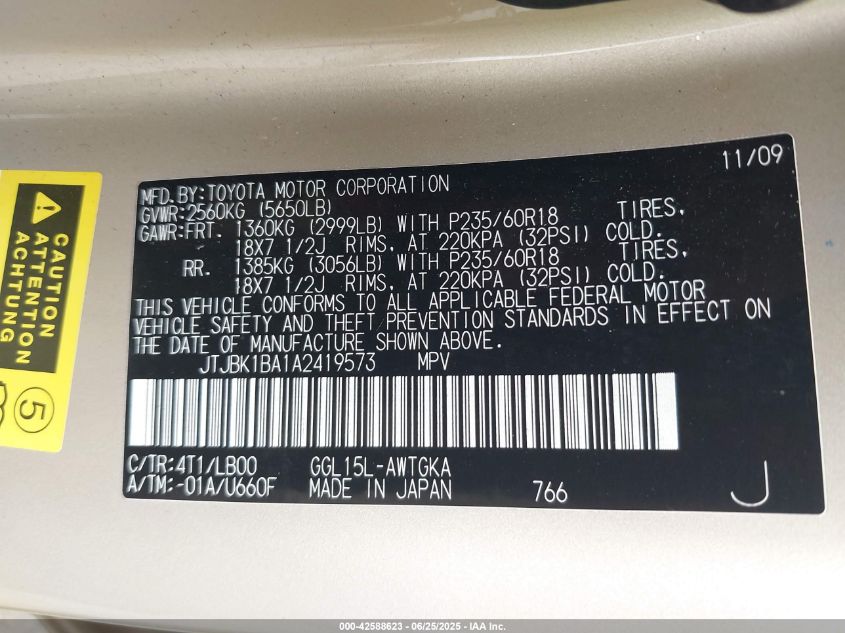 11/09
MFD. BY: TOYOTA MOTOR CORPORATION
GVWR: 2560KG (5650LB)
GAWR: FRT. 1360KG (2999LB) WITH P235/60R18 TIRES,
18X7 1/2J RIMS, AT 220KPA (32PSI) COLD.
RR. 1385KG (3056LB) WITH P235/60R18 TIRES,
18X7 1/2J RIMS, AT 220KPA (32PSI) COLD.
THIS VEHICLE CONFORMS TO ALL APPLICABLE FEDERAL MOTOR
VEHICLE SAFETY AND THEFT PREVENTION STANDARDS IN EFFECT ON
THE DATE OF MANUFACTURE SHOWN ABOVE.
JTJBK1BA1A2419573 MPV
C/TR: 4T1/LB00 GGL15L-AWTGKA
A/TM: -01A/U660F MADE IN JAPAN 766 J
CAUTION
ATTENTION
ACHTUNG
5
000-42588623 - 06/25/2025 - IAA Inc.